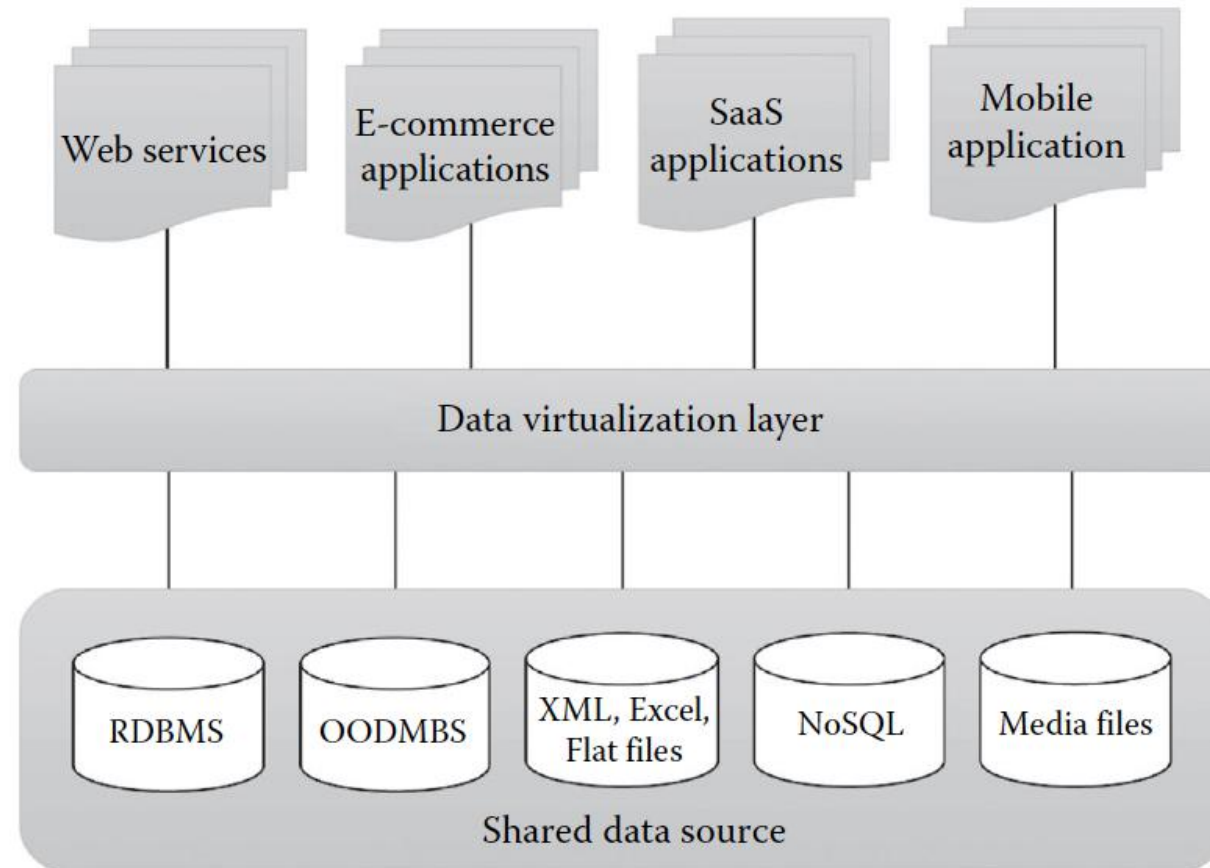 Web services
E-commerce
applications
SaaS
applications
Mobile
application
Data virtualization layer
RDBMS
OODMBS
XML, Excel,
Flat files
NoSQL
Media files
Shared data source